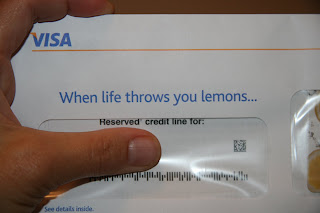 VISA
When life throws you lemons...
Reserved* credit line for:
See details inside.